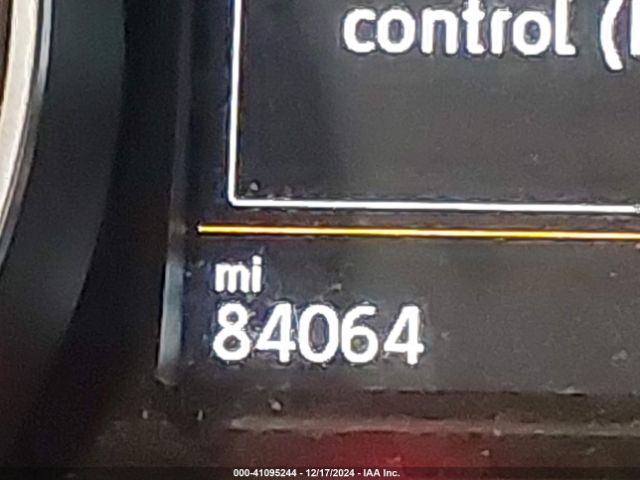 control (
mi
84064
000-41095244 - 12/17/2024 - IAA Inc.